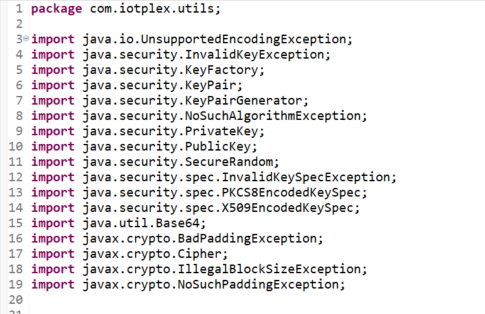 1 package com.iotplex.utils;
2
3 import java.io.UnsupportedEncodingException;
4 import java.security.InvalidKeyException;
5 import java.security.KeyFactory;
6 import java.security.KeyPair;
7 import java.security.KeyPairGenerator;
8 import java.security.NoSuchAlgorithmException;
9 import java.security.PrivateKey;
10 import java.security.PublicKey;
11 import java.security.SecureRandom;
12 import java.security.spec.InvalidKeySpecException;
13 import java.security.spec.PKCS8EncodedKeySpec;
14 import java.security.spec.X509EncodedKeySpec;
15 import java.util.Base64;
16 import javax.crypto.BadPaddingException;
17 import javax.crypto.Cipher;
18 import javax.crypto.IllegalBlockSizeException;
19 import javax.crypto.NoSuchPaddingException;
20